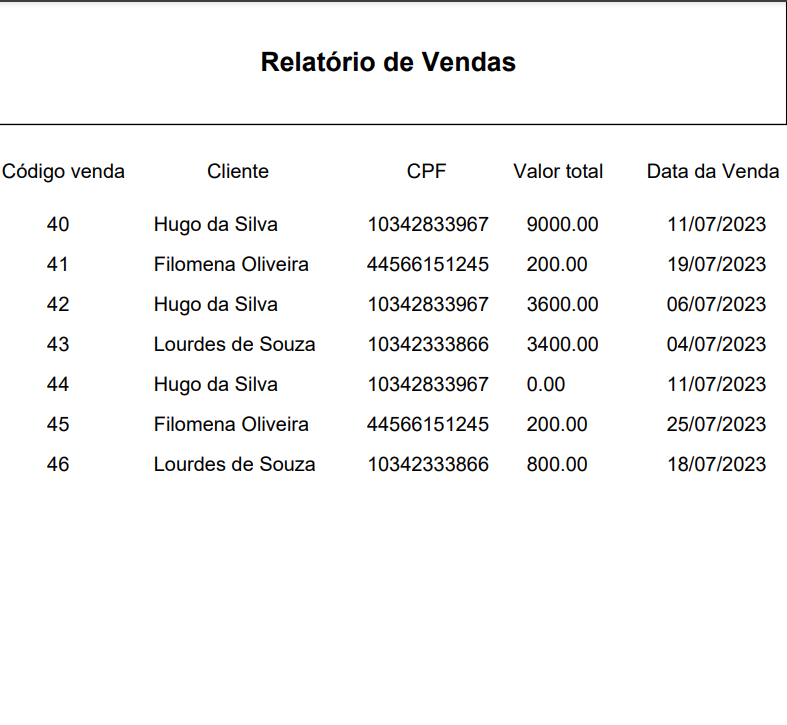 Relatório de Vendas
Código venda Cliente CPF Valor total Data da Venda
40 Hugo da Silva 10342833967 9000.00 11/07/2023
41 Filomena Oliveira 44566151245 200.00 19/07/2023
42 Hugo da Silva 10342833967 3600.00 06/07/2023
43 Lourdes de Souza 10342333866 3400.00 04/07/2023
44 Hugo da Silva 10342833967 0.00 11/07/2023
45 Filomena Oliveira 44566151245 200.00 25/07/2023
46 Lourdes de Souza 10342333866 800.00 18/07/2023